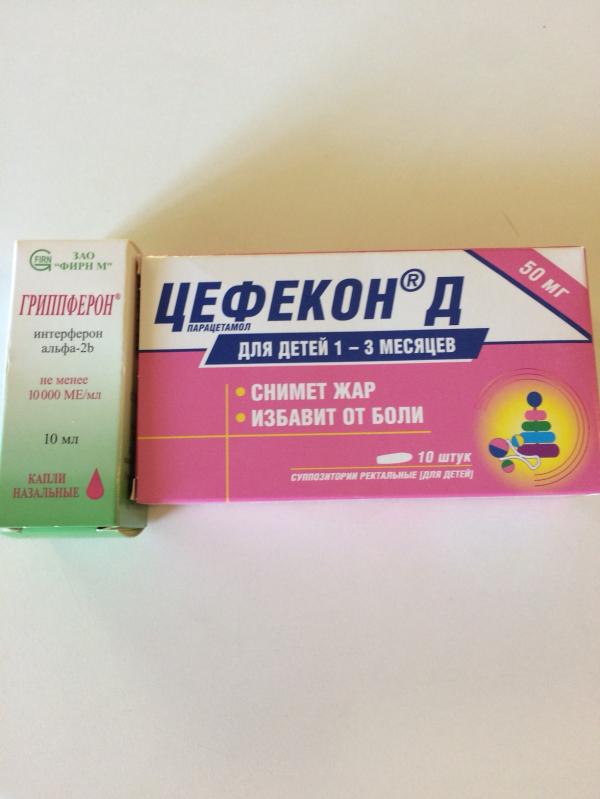 FIRN
ЗАО
"ФИРН М"
ГРИППФЕРОН®
интерферон
альфа-2b
не менее
10 000 МЕ/мл
10 мл
КАПЛИ
НАЗАЛЬНЫЕ
50 мг
ЦЕФЕКОН® Д
ПАРАЦЕТАМОЛ
ДЛЯ ДЕТЕЙ 1 – 3 МЕСЯЦЕВ
• СНИМЕТ ЖАР
• ИЗБАВИТ ОТ БОЛИ
10 штук
СУППОЗИТОРИИ РЕКТАЛЬНЫЕ (ДЛЯ ДЕТЕЙ)